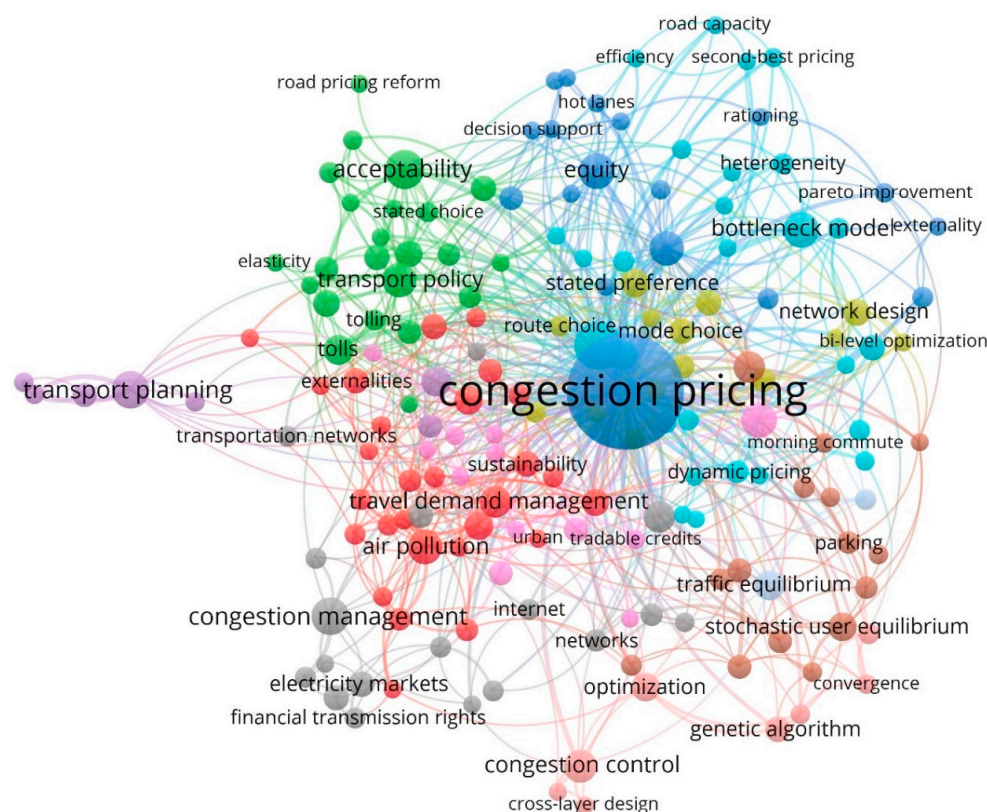 road capacity
efficiency
second-best pricing
road pricing reform
hot lanes
rationing
decision support
acceptability
equity
heterogeneity
pareto improvement
stated choice
bottleneck model
externality
elasticity
transport policy
stated preference
network design
tolling
route choice
mode choice
bi-level optimization
tolls
externalities
congestion pricing
transport planning
transportation networks
morning commute
sustainability
dynamic pricing
travel demand management
urban
tradable credits
air pollution
parking
traffic equilibrium
internet
congestion management
networks
stochastic user equilibrium
electricity markets
optimization
convergence
financial transmission rights
genetic algorithm
congestion control
cross-layer design